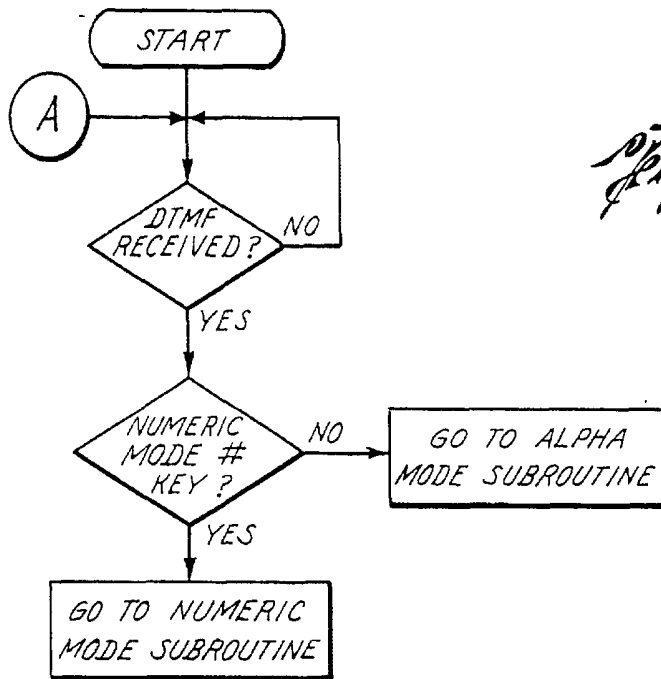 START
A
DTMF
RECEIVED?
NO
YES
NUMERIC
MODE #
KEY?
NO
GO TO ALPHA
MODE SUBROUTINE
YES
GO TO NUMERIC
MODE SUBROUTINE